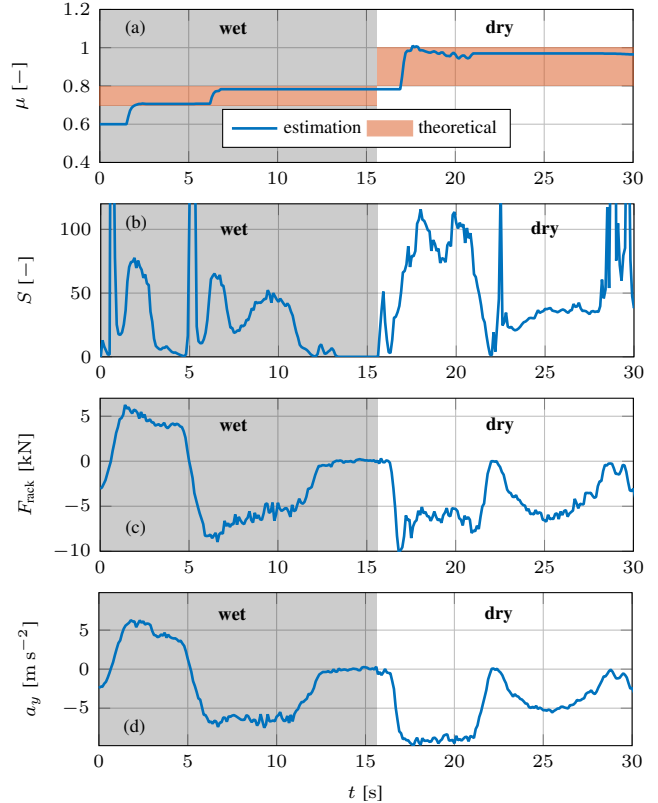 1.2
(a)
wet
dry
1
μ [−]
0.8
0.6
estimation
theoretical
0.4
0
5
10
15
20
25
30
(b)
wet
dry
100
S [−]
50
0
0
5
10
15
20
25
30
wet
dry
5
0
F_rack [kN]
−5
(c)
−10
0
5
10
15
20
25
30
wet
dry
5
0
a_y [m s⁻²]
−5
(d)
0
5
10
15
20
25
30
t [s]